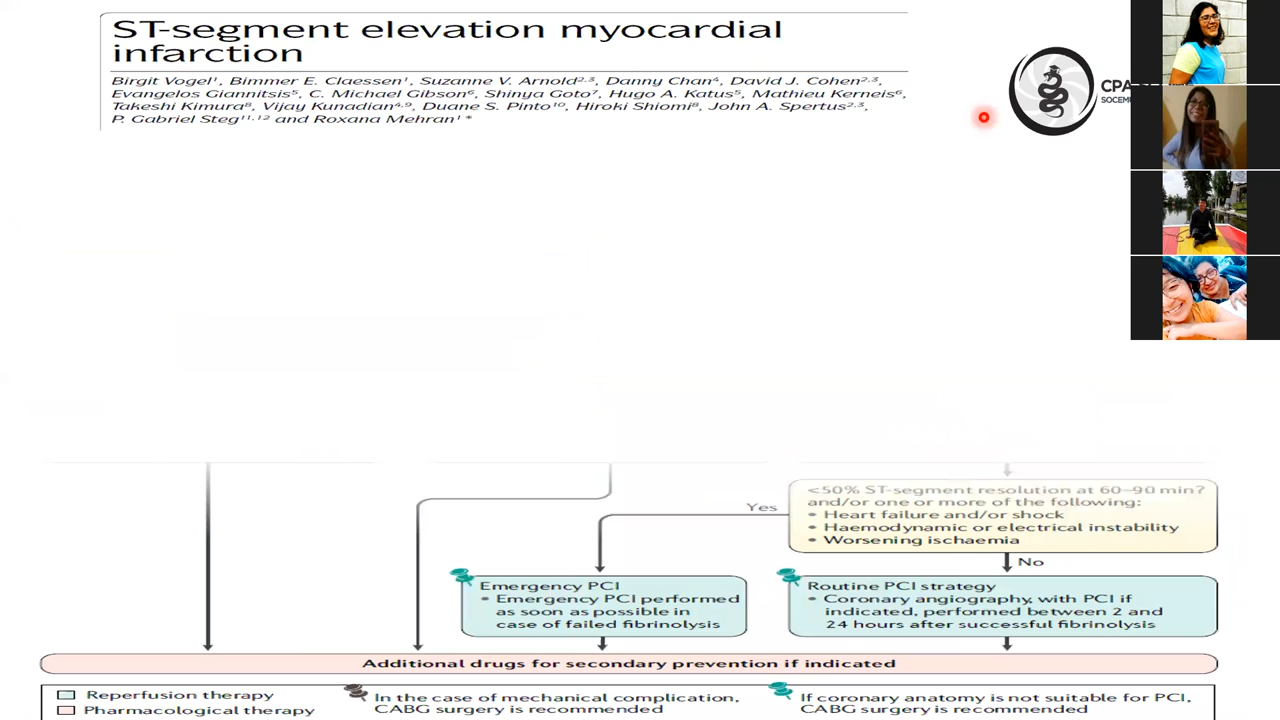 ST-segment elevation myocardial
infarction
Birgit Vogel¹, Bimmer E. Claessen¹, Suzanne V. Arnold²·³, Danny Chan⁴, David J. Cohen²·³,
Evangelos Giannitsis⁵, C. Michael Gibson⁶, Shinya Goto⁷, Hugo A. Katus⁵, Mathieu Kerneis⁶,
Takeshi Kimura⁸, Vijay Kunadian⁴·⁹, Duane S. Pinto¹⁰, Hiroki Shiomi⁸, John A. Spertus²·³,
P. Gabriel Steg¹¹·¹² and Roxana Mehran¹*
<50% ST-segment resolution at 60–90 min?
and/or one or more of the following:
• Heart failure and/or shock
• Haemodynamic or electrical instability
• Worsening ischaemia
Yes
No
Emergency PCI
• Emergency PCI performed
as soon as possible in
case of failed fibrinolysis
Routine PCI strategy
• Coronary angiography, with PCI if
indicated, performed between 2 and
24 hours after successful fibrinolysis
Additional drugs for secondary prevention if indicated
Reperfusion therapy
Pharmacological therapy
In the case of mechanical complication,
CABG surgery is recommended
If coronary anatomy is not suitable for PCI,
CABG surgery is recommended